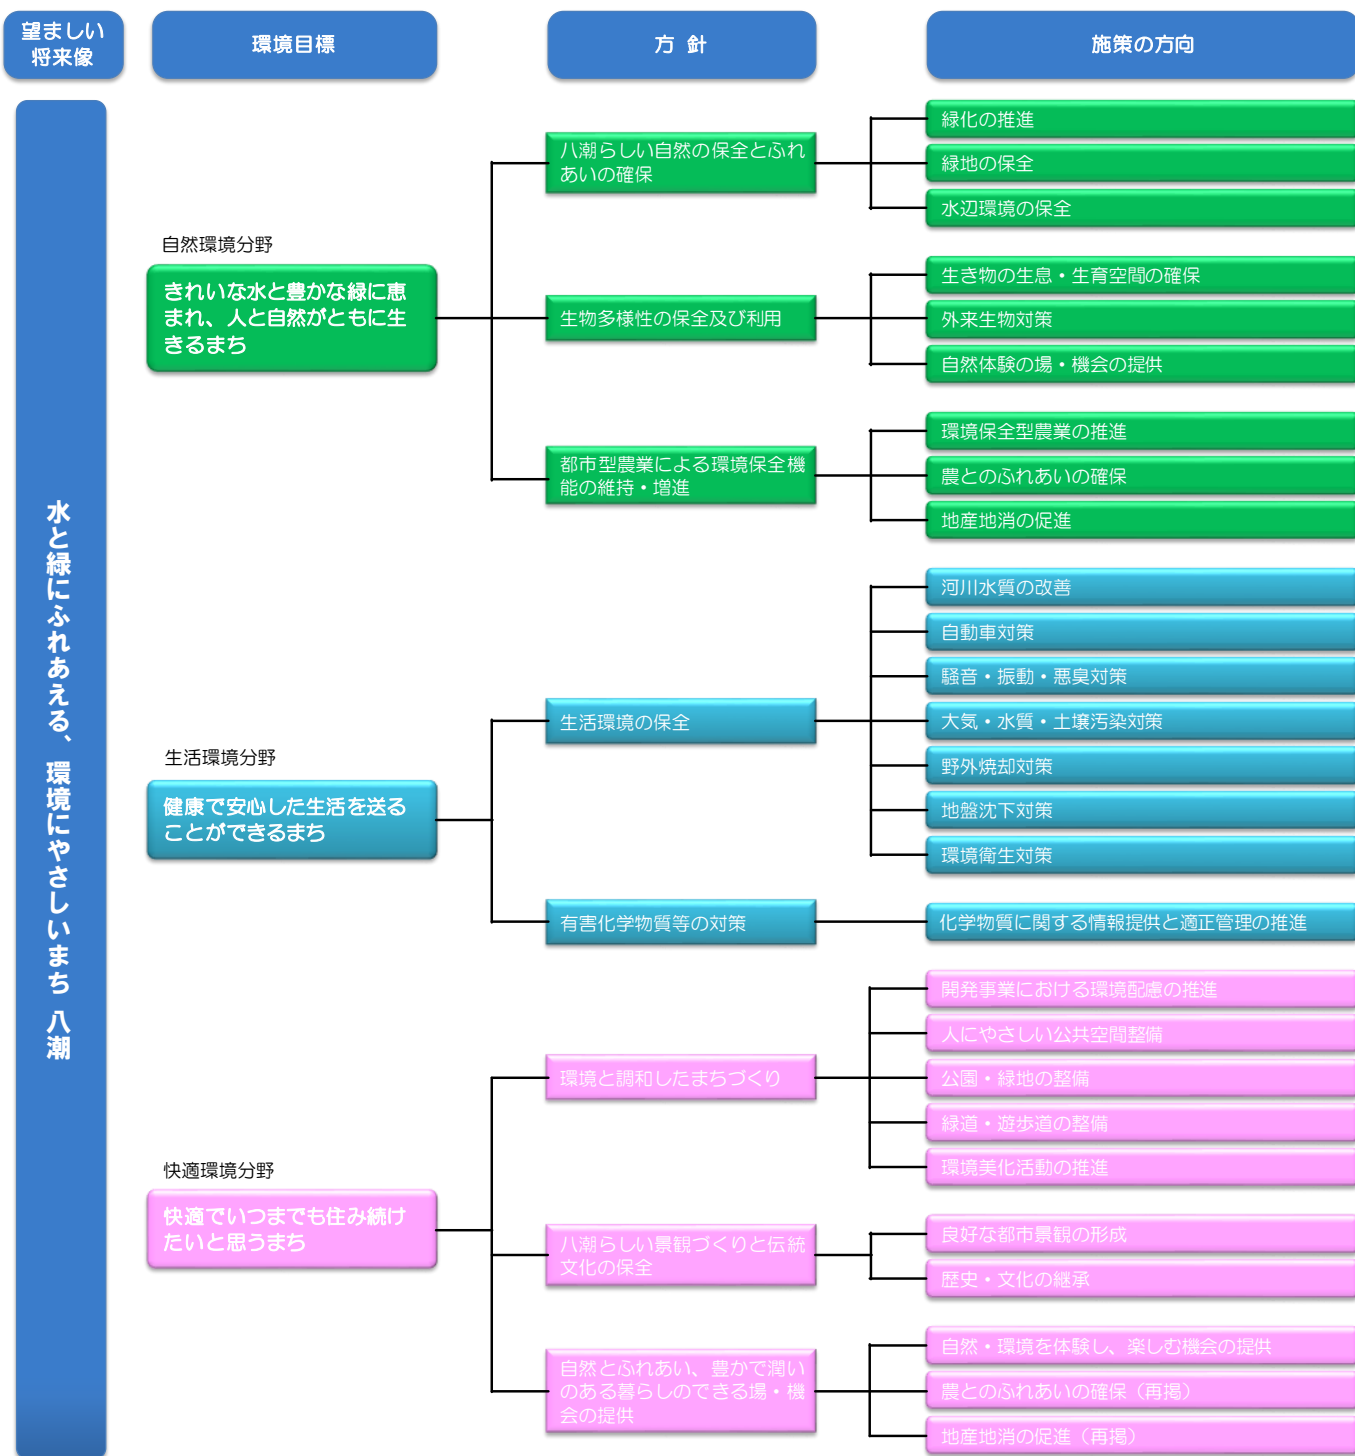 望ましい
将来像
環境目標
方 針
施策の方向
水と緑にふれあえる、環境にやさしいまち 八潮
自然環境分野
きれいな水と豊かな緑に恵
まれ、人と自然がともに生
きるまち
八潮らしい自然の保全とふれ
あいの確保
緑化の推進
緑地の保全
水辺環境の保全
生物多様性の保全及び利用
生き物の生息・生育空間の確保
外来生物対策
自然体験の場・機会の提供
都市型農業による環境保全機
能の維持・増進
環境保全型農業の推進
農とのふれあいの確保
地産地消の促進
生活環境分野
健康で安心した生活を送る
ことができるまち
生活環境の保全
河川水質の改善
自動車対策
騒音・振動・悪臭対策
大気・水質・土壌汚染対策
野外焼却対策
地盤沈下対策
環境衛生対策
有害化学物質等の対策
化学物質に関する情報提供と適正管理の推進
快適環境分野
快適でいつまでも住み続け
たいと思うまち
環境と調和したまちづくり
開発事業における環境配慮の推進
人にやさしい公共空間整備
公園・緑地の整備
緑道・遊歩道の整備
環境美化活動の推進
八潮らしい景観づくりと伝統
文化の保全
良好な都市景観の形成
歴史・文化の継承
自然とふれあい、豊かで潤い
のある暮らしのできる場・機
会の提供
自然・環境を体験し、楽しむ機会の提供
農とのふれあいの確保（再掲）
地産地消の促進（再掲）